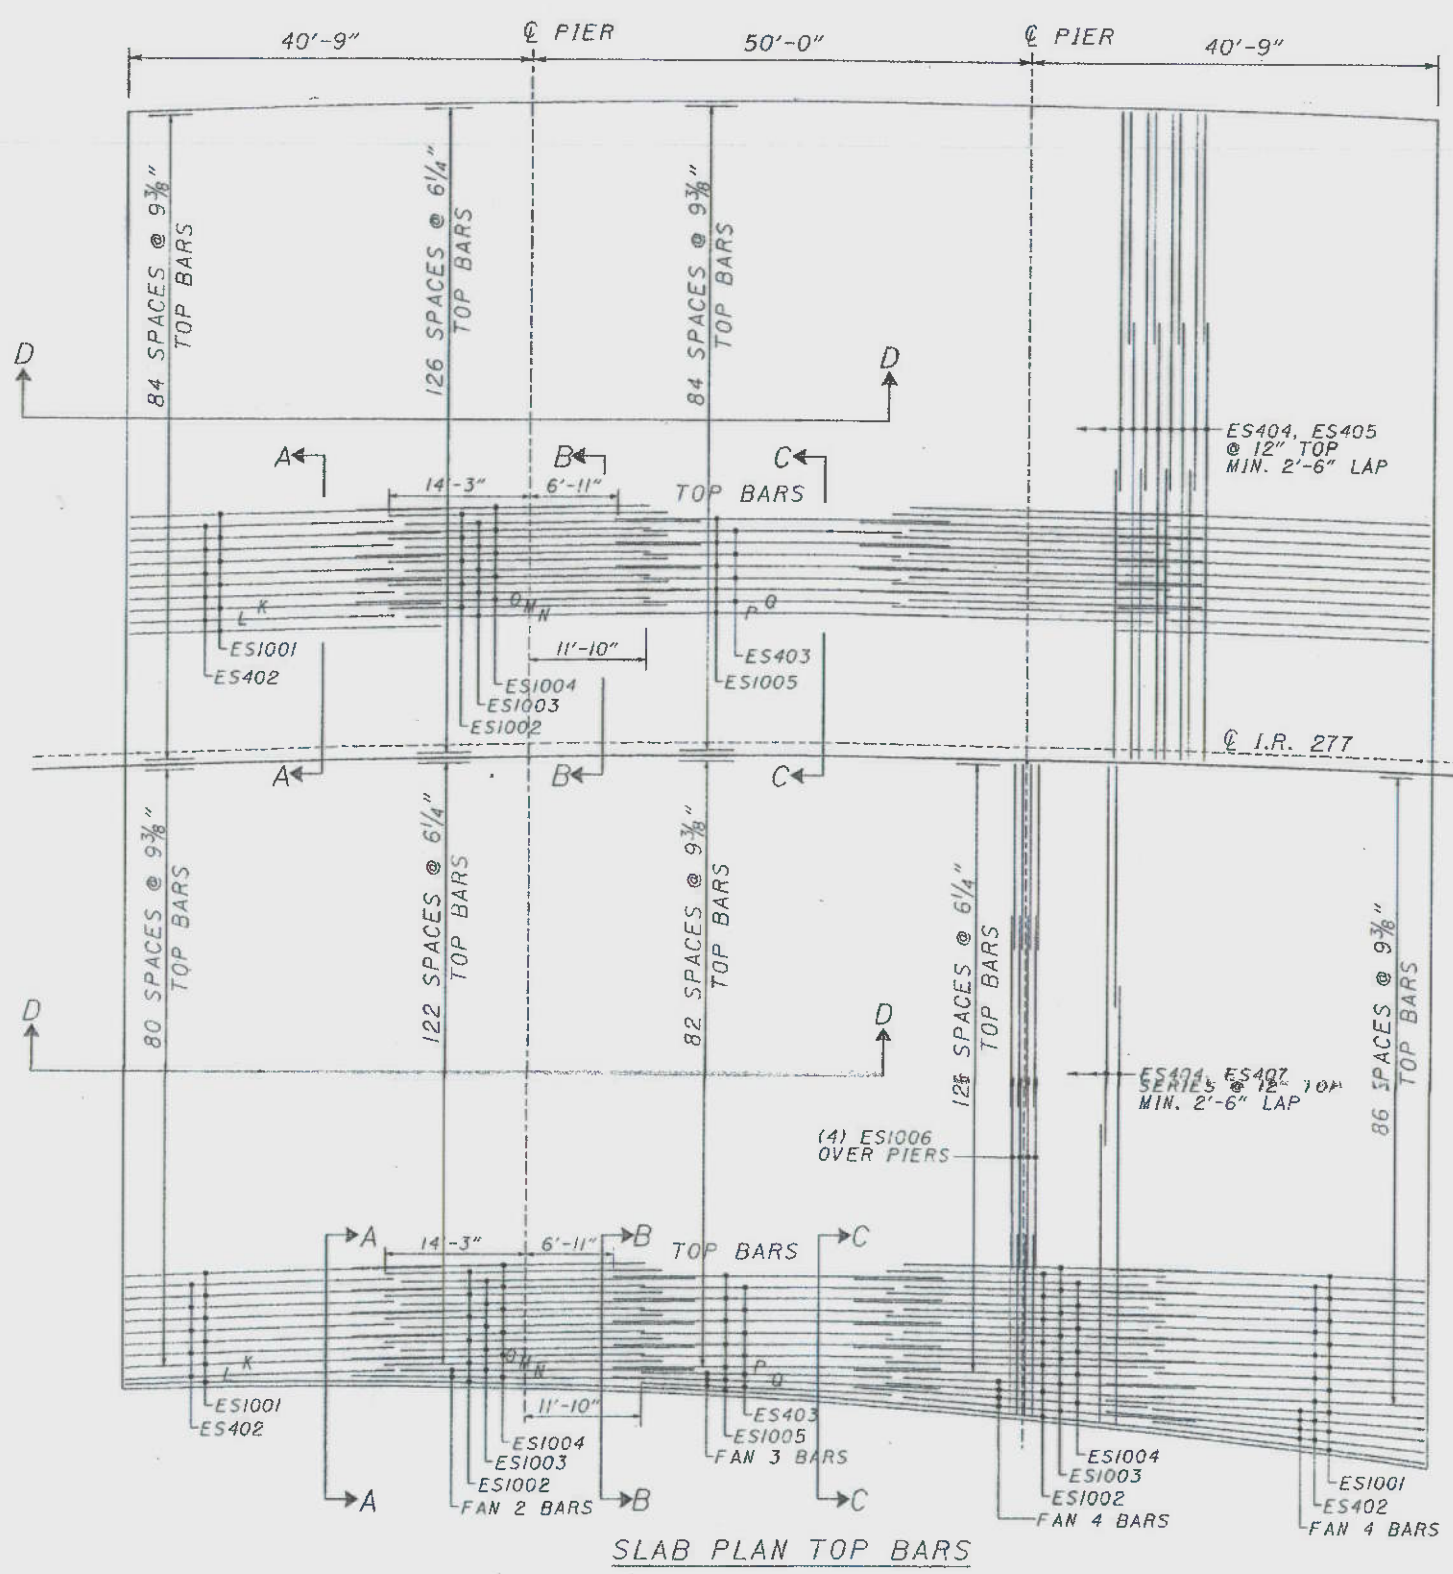 40'-9"
℄ PIER
50'-0"
℄ PIER
40'-9"
84 SPACES @ 9⅜"
TOP BARS
126 SPACES @ 6¼"
TOP BARS
84 SPACES @ 9⅜"
TOP BARS
D
D
ES404, ES405
@ 12" TOP
MIN. 2'-6" LAP
A
B
C
14'-3"
6'-11"
TOP BARS
L K
O M N
P Q
11'-10"
ES1001
ES402
ES1004
ES1003
ES1002
ES403
ES1005
℄ I.R. 277
A
B
C
80 SPACES @ 9⅜"
TOP BARS
122 SPACES @ 6¼"
TOP BARS
82 SPACES @ 9⅜"
TOP BARS
SPACES @ 6¼"
TOP BARS
86 SPACES @ 9⅜"
TOP BARS
D
D
ES404, ES407
SERIES @ 12" TOP
MIN. 2'-6" LAP
(4) ES1006
OVER PIERS
A
B
C
14'-3"
6'-11"
TOP BARS
L K
O M N
P Q
11'-10"
ES1001
ES402
ES1004
ES1003
ES1002
FAN 2 BARS
ES403
ES1005
FAN 3 BARS
ES1004
ES1003
ES1002
FAN 4 BARS
ES1001
ES402
FAN 4 BARS
A
B
C
SLAB PLAN TOP BARS